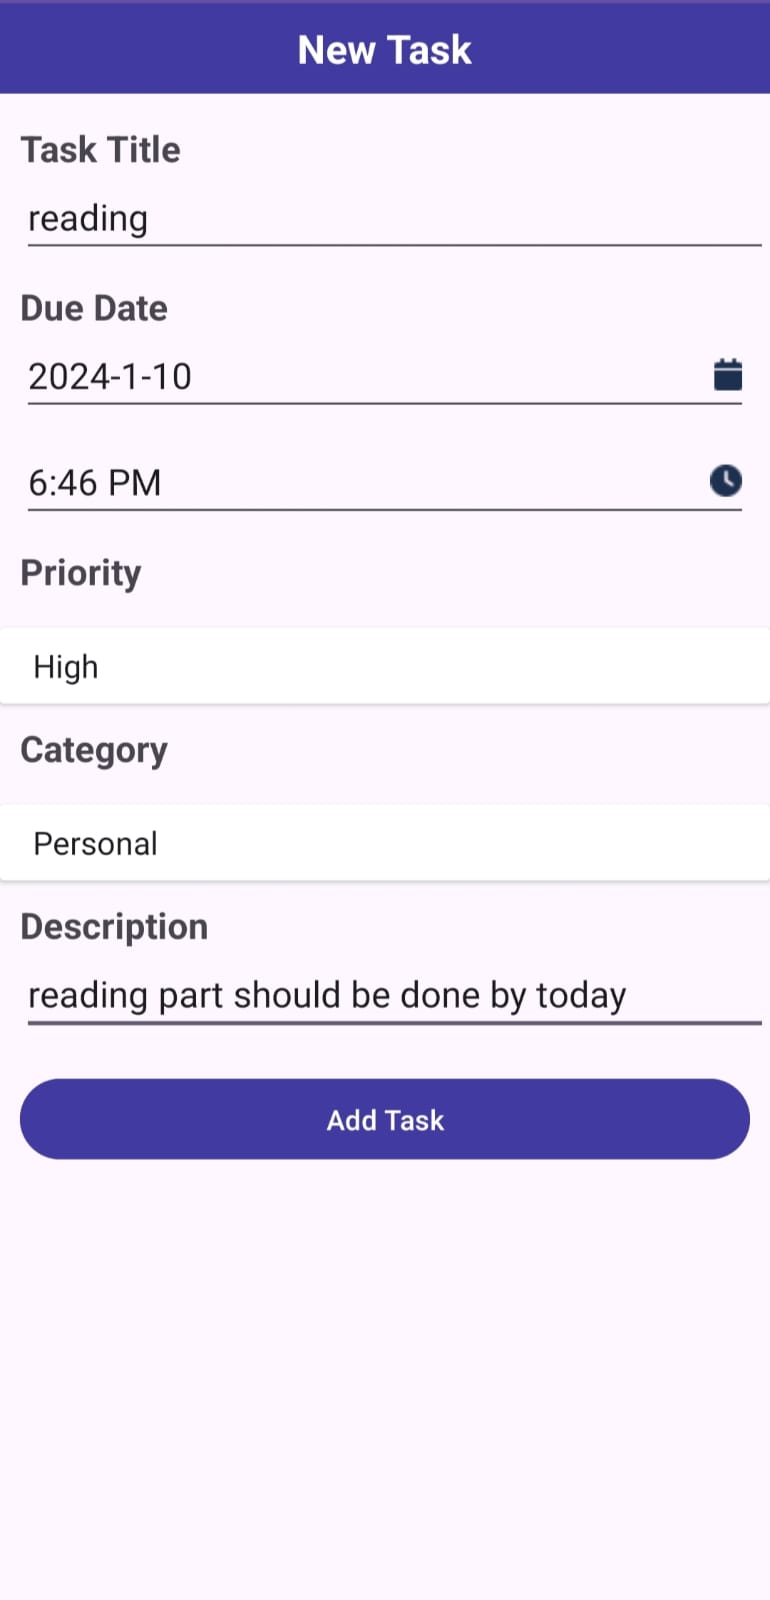 New Task
Task Title
reading
Due Date
2024-1-10
6:46 PM
Priority
High
Category
Personal
Description
reading part should be done by today
Add Task